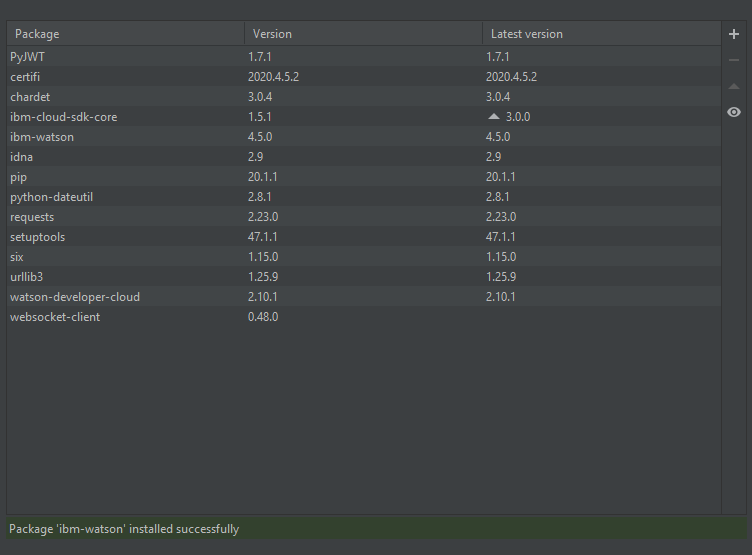 Package Version Latest version
PyJWT 1.7.1 1.7.1
certifi 2020.4.5.2 2020.4.5.2
chardet 3.0.4 3.0.4
ibm-cloud-sdk-core 1.5.1 3.0.0
ibm-watson 4.5.0 4.5.0
idna 2.9 2.9
pip 20.1.1 20.1.1
python-dateutil 2.8.1 2.8.1
requests 2.23.0 2.23.0
setuptools 47.1.1 47.1.1
six 1.15.0 1.15.0
urllib3 1.25.9 1.25.9
watson-developer-cloud 2.10.1 2.10.1
websocket-client 0.48.0
Package 'ibm-watson' installed successfully